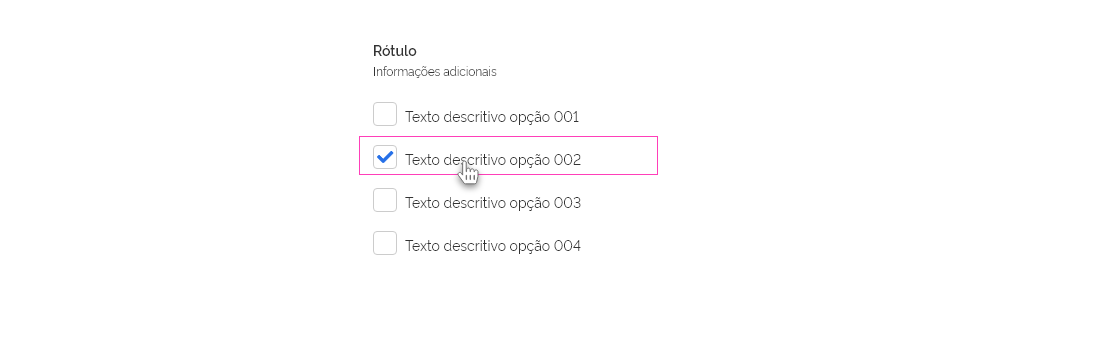 Rótulo
Informações adicionais
Texto descritivo opção 001
Texto descritivo opção 002
Texto descritivo opção 003
Texto descritivo opção 004